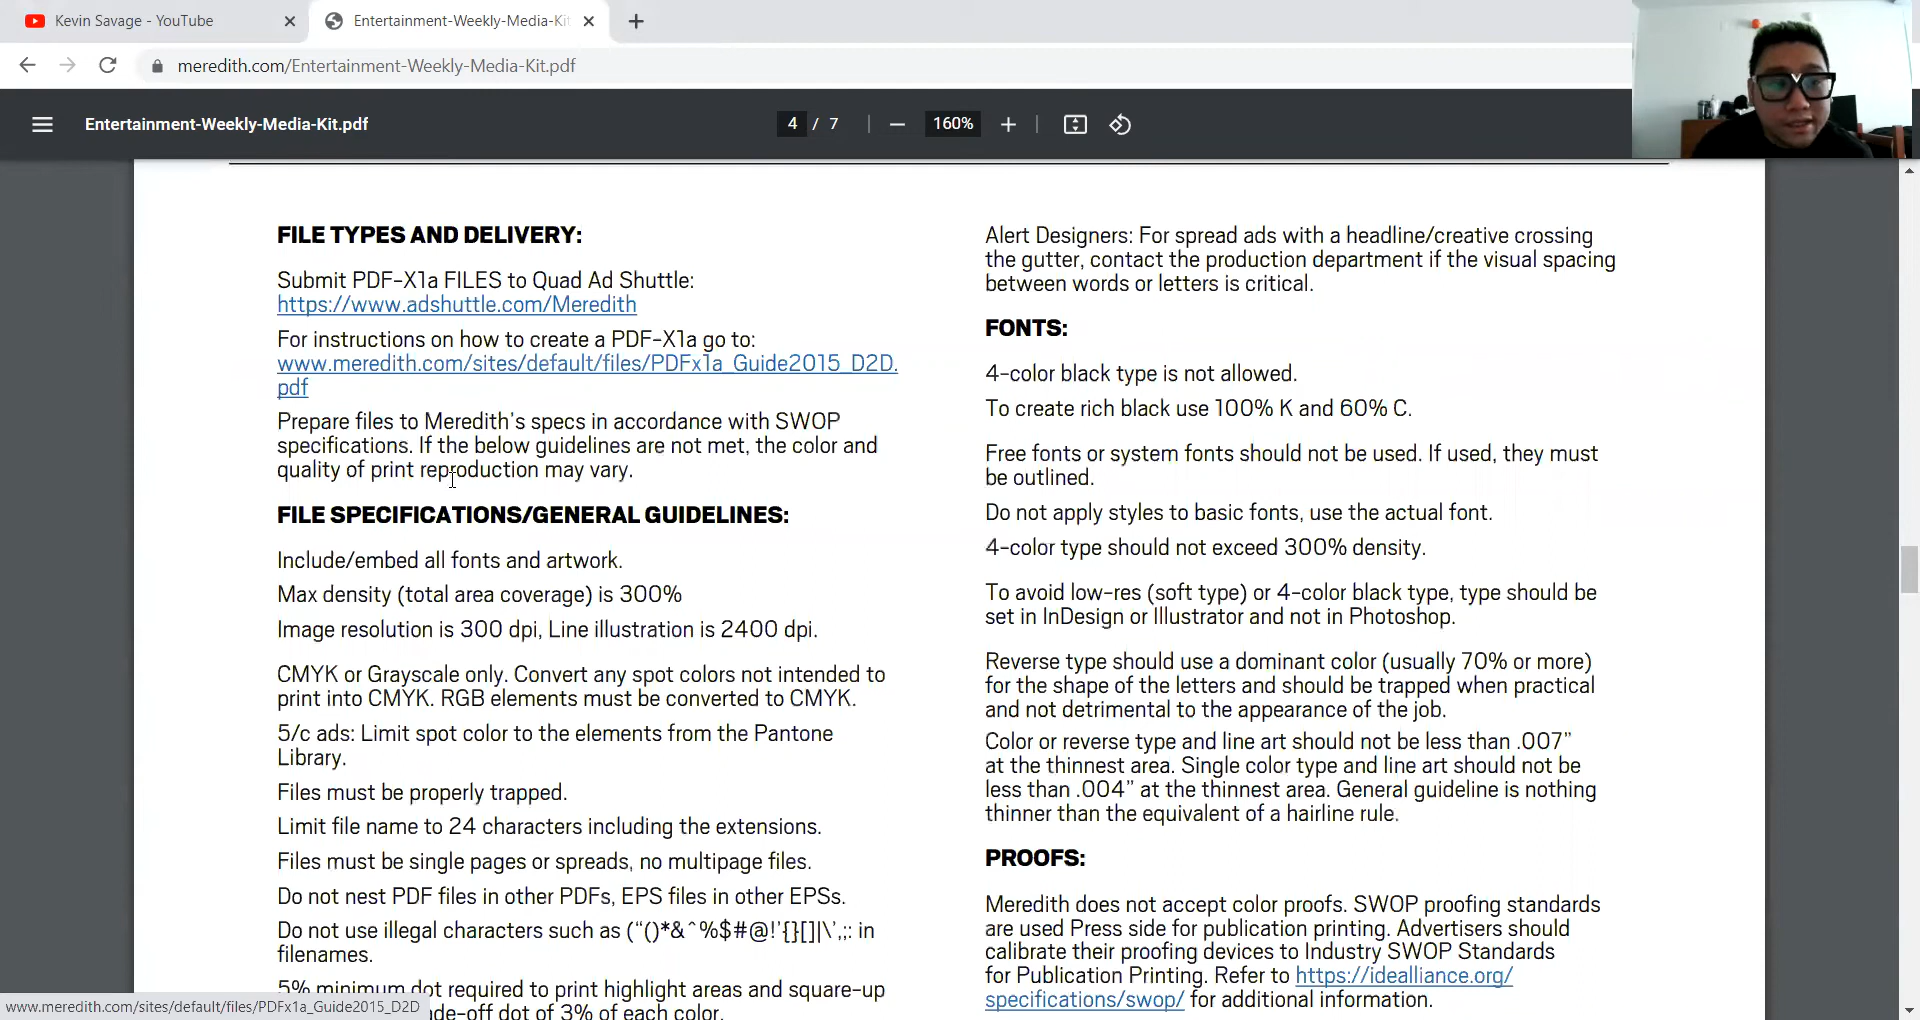 Kevin Savage - YouTube
Entertainment-Weekly-Media-Kit
meredith.com/Entertainment-Weekly-Media-Kit.pdf
Entertainment-Weekly-Media-Kit.pdf
4 / 7
160%
FILE TYPES AND DELIVERY:
Submit PDF-X1a FILES to Quad Ad Shuttle:
https://www.adshuttle.com/Meredith
For instructions on how to create a PDF-X1a go to:
www.meredith.com/sites/default/files/PDFx1a_Guide2015_D2D.
pdf
Prepare files to Meredith's specs in accordance with SWOP
specifications. If the below guidelines are not met, the color and
quality of print reproduction may vary.
FILE SPECIFICATIONS/GENERAL GUIDELINES:
Include/embed all fonts and artwork.
Max density (total area coverage) is 300%
Image resolution is 300 dpi, Line illustration is 2400 dpi.
CMYK or Grayscale only. Convert any spot colors not intended to
print into CMYK. RGB elements must be converted to CMYK.
5/c ads: Limit spot color to the elements from the Pantone
Library.
Files must be properly trapped.
Limit file name to 24 characters including the extensions.
Files must be single pages or spreads, no multipage files.
Do not nest PDF files in other PDFs, EPS files in other EPSs.
Do not use illegal characters such as (“()*&^%$#@!’{}[]|\’,;: in
filenames.
5% minimum dot required to print highlight areas and square-up
de-off dot of 3% of each color.
www.meredith.com/sites/default/files/PDFx1a_Guide2015_D2D
Alert Designers: For spread ads with a headline/creative crossing
the gutter, contact the production department if the visual spacing
between words or letters is critical.
FONTS:
4-color black type is not allowed.
To create rich black use 100% K and 60% C.
Free fonts or system fonts should not be used. If used, they must
be outlined.
Do not apply styles to basic fonts, use the actual font.
4-color type should not exceed 300% density.
To avoid low-res (soft type) or 4-color black type, type should be
set in InDesign or Illustrator and not in Photoshop.
Reverse type should use a dominant color (usually 70% or more)
for the shape of the letters and should be trapped when practical
and not detrimental to the appearance of the job.
Color or reverse type and line art should not be less than .007”
at the thinnest area. Single color type and line art should not be
less than .004” at the thinnest area. General guideline is nothing
thinner than the equivalent of a hairline rule.
PROOFS:
Meredith does not accept color proofs. SWOP proofing standards
are used Press side for publication printing. Advertisers should
calibrate their proofing devices to Industry SWOP Standards
for Publication Printing. Refer to https://idealliance.org/
specifications/swop/ for additional information.